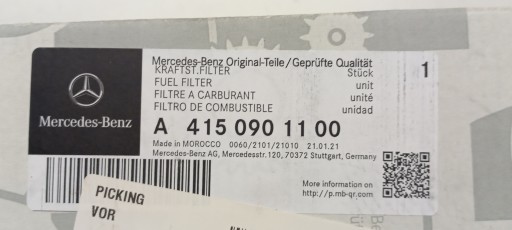 Mercedes-Benz
Mercedes-Benz Original-Teile/Geprüfte Qualität
KRAFTST.FILTER Stück 1
FUEL FILTER unit
FILTRE A CARBURANT unité
FILTRO DE COMBUSTIBLE unidad
A 415 090 11 00
Made in MOROCCO 0060/2101/21010 21.01.21
Mercedes-Benz AG, Mercedesstr.120, 70372 Stuttgart, Germany
More information on
http://p.mb-qr.com
PICKING
VOR